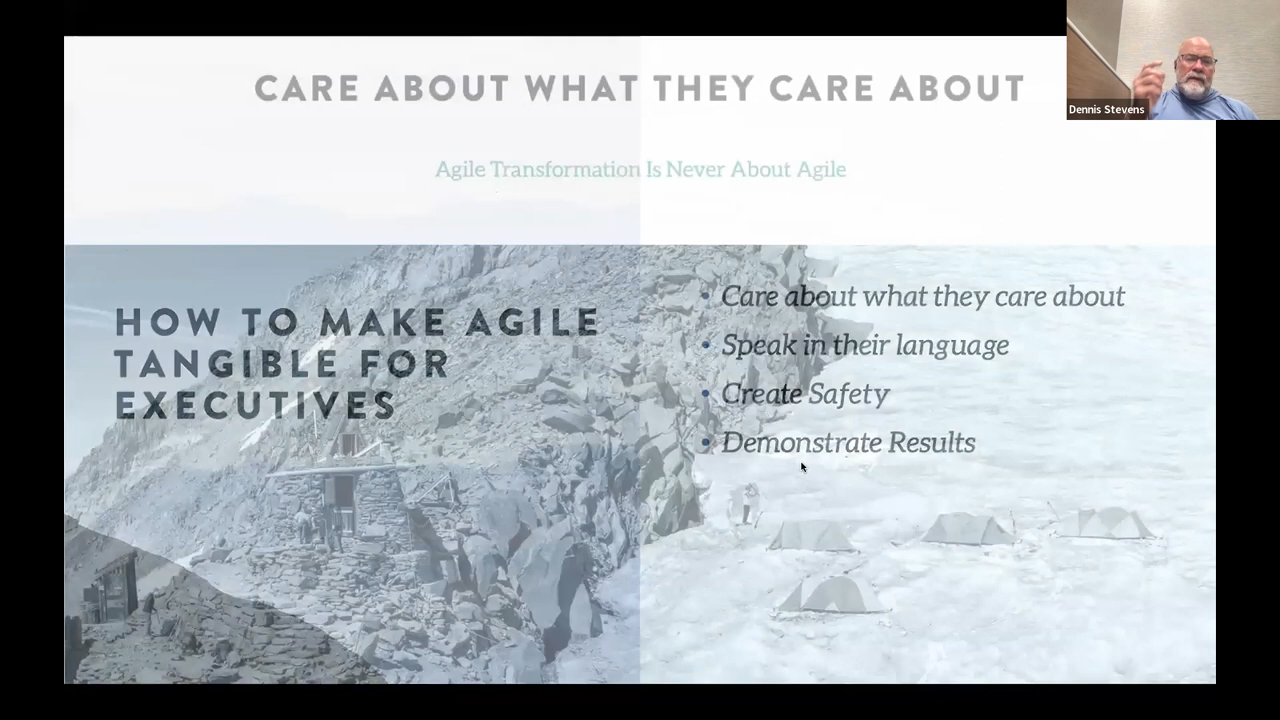 CARE ABOUT WHAT THEY CARE ABOUT
Agile Transformation Is Never About Agile
HOW TO MAKE AGILE
TANGIBLE FOR
EXECUTIVES
• Care about what they care about
• Speak in their language
• Create Safety
• Demonstrate Results
Dennis Stevens